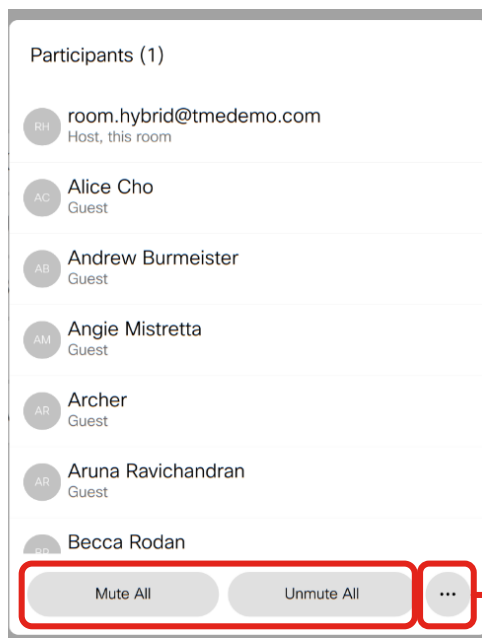 Participants (1)
RH
room.hybrid@tmedemo.com
Host, this room
AC
Alice Cho
Guest
AB
Andrew Burmeister
Guest
AM
Angie Mistretta
Guest
AR
Archer
Guest
AR
Aruna Ravichandran
Guest
Becca Rodan
Mute All
Unmute All
...